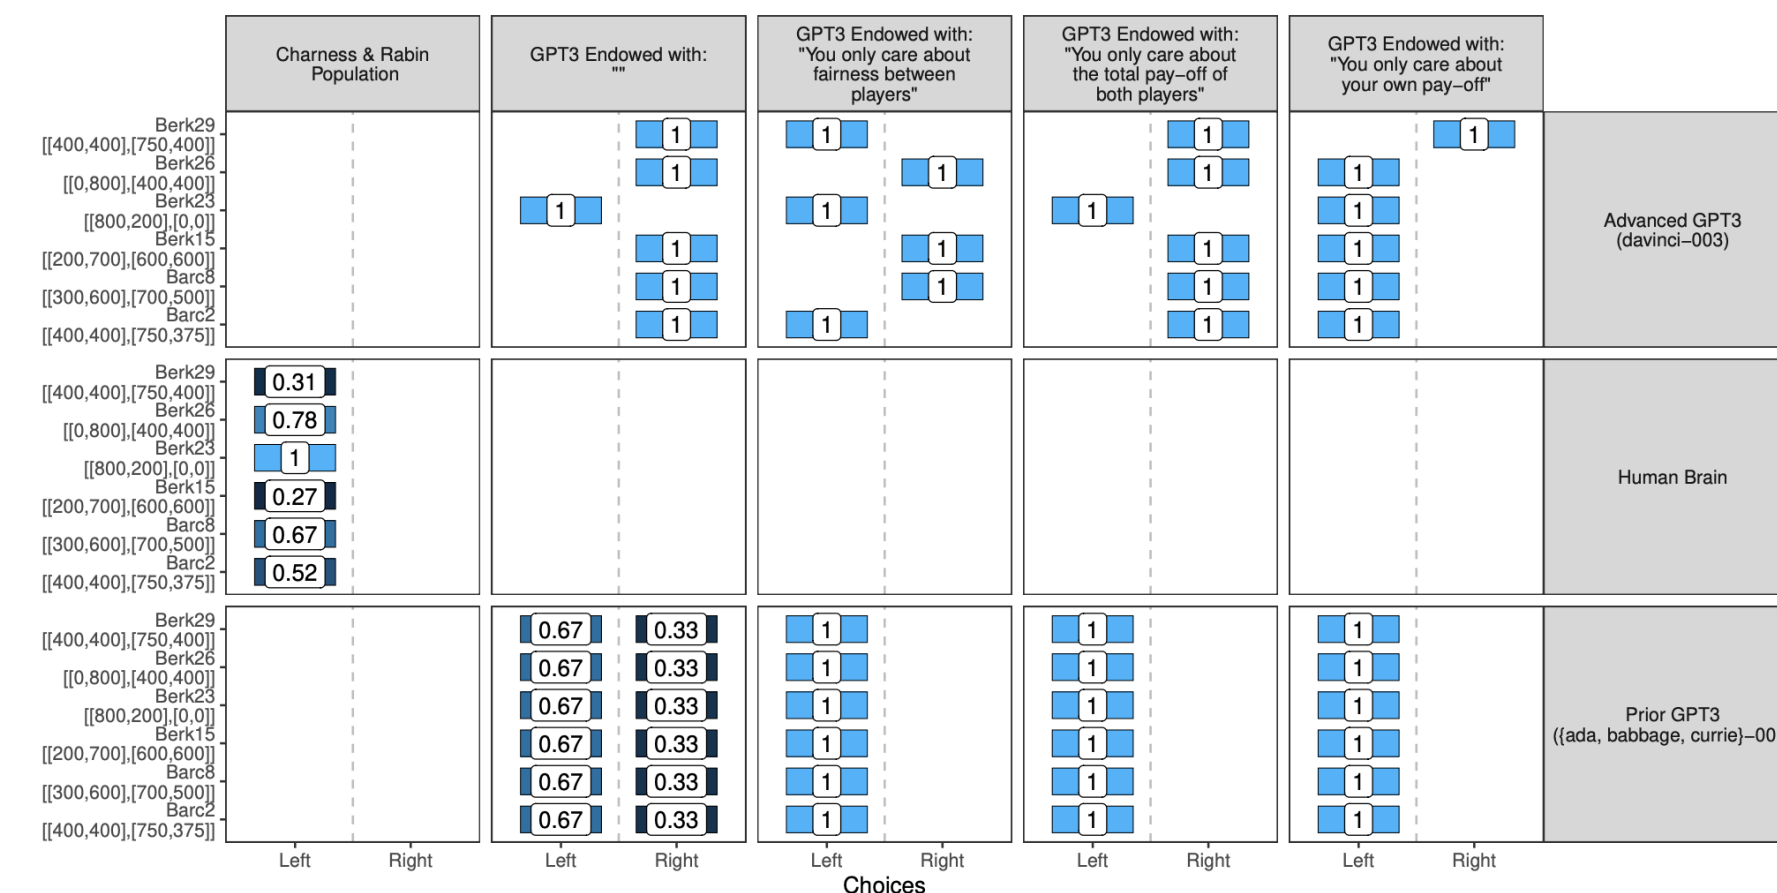 Charness & Rabin
Population
GPT3 Endowed with:
""
GPT3 Endowed with:
"You only care about
fairness between
players"
GPT3 Endowed with:
"You only care about
the total pay−off of
both players"
GPT3 Endowed with:
"You only care about
your own pay−off"
Berk29
[[400,400],[750,400]]
1 1 1 1
Berk26
[[0,800],[400,400]]
1 1 1 1
Berk23
[[800,200],[0,0]]
1 1 1 1
Berk15
[[200,700],[600,600]]
1 1 1 1
Barc8
[[300,600],[700,500]]
1 1 1 1
Barc2
[[400,400],[750,375]]
1 1 1 1
Advanced GPT3
(davinci−003)
Berk29
[[400,400],[750,400]]
0.31
Berk26
[[0,800],[400,400]]
0.78
Berk23
[[800,200],[0,0]]
1
Berk15
[[200,700],[600,600]]
0.27
Barc8
[[300,600],[700,500]]
0.67
Barc2
[[400,400],[750,375]]
0.52
Human Brain
Berk29
[[400,400],[750,400]]
0.67 0.33 1 1 1
Berk26
[[0,800],[400,400]]
0.67 0.33 1 1 1
Berk23
[[800,200],[0,0]]
0.67 0.33 1 1 1
Berk15
[[200,700],[600,600]]
0.67 0.33 1 1 1
Barc8
[[300,600],[700,500]]
0.67 0.33 1 1 1
Barc2
[[400,400],[750,375]]
0.67 0.33 1 1 1
Prior GPT3
({ada, babbage, currie}−00
Left Right Left Right Left Right Left Right Left Right
Choices